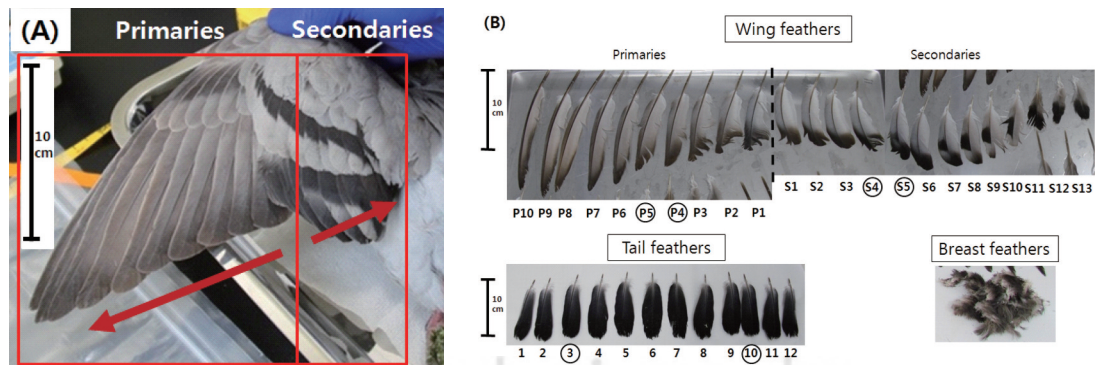 (A) Primaries Secondaries
10
cm
(B)
Wing feathers
Primaries Secondaries
10
cm
P10 P9 P8 P7 P6 P5 P4 P3 P2 P1 S1 S2 S3 S4 S5 S6 S7 S8 S9 S10 S11 S12 S13
Tail feathers Breast feathers
10
cm
1 2 3 4 5 6 7 8 9 10 11 12